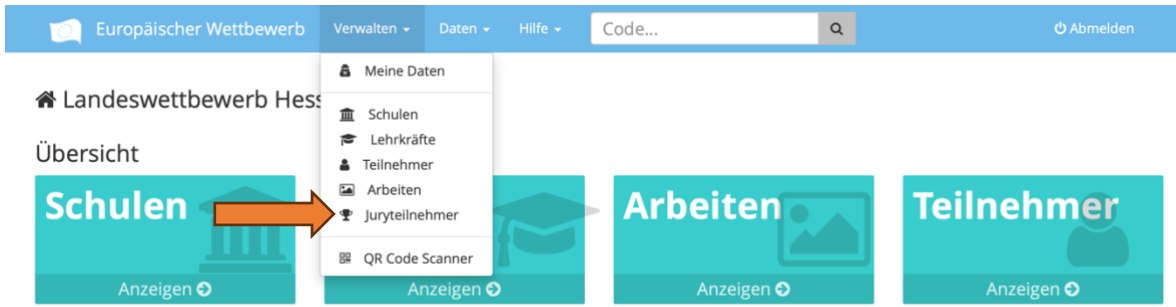 Europäischer Wettbewerb Verwalten Daten Hilfe Code... Abmelden
Meine Daten
Landeswettbewerb Hess
Schulen
Lehrkräfte
Übersicht
Teilnehmer
Arbeiten
Juryteilnehmer
QR Code Scanner
Schulen
Anzeigen
Anzeigen
Arbeiten
Anzeigen
Teilnehmer
Anzeigen